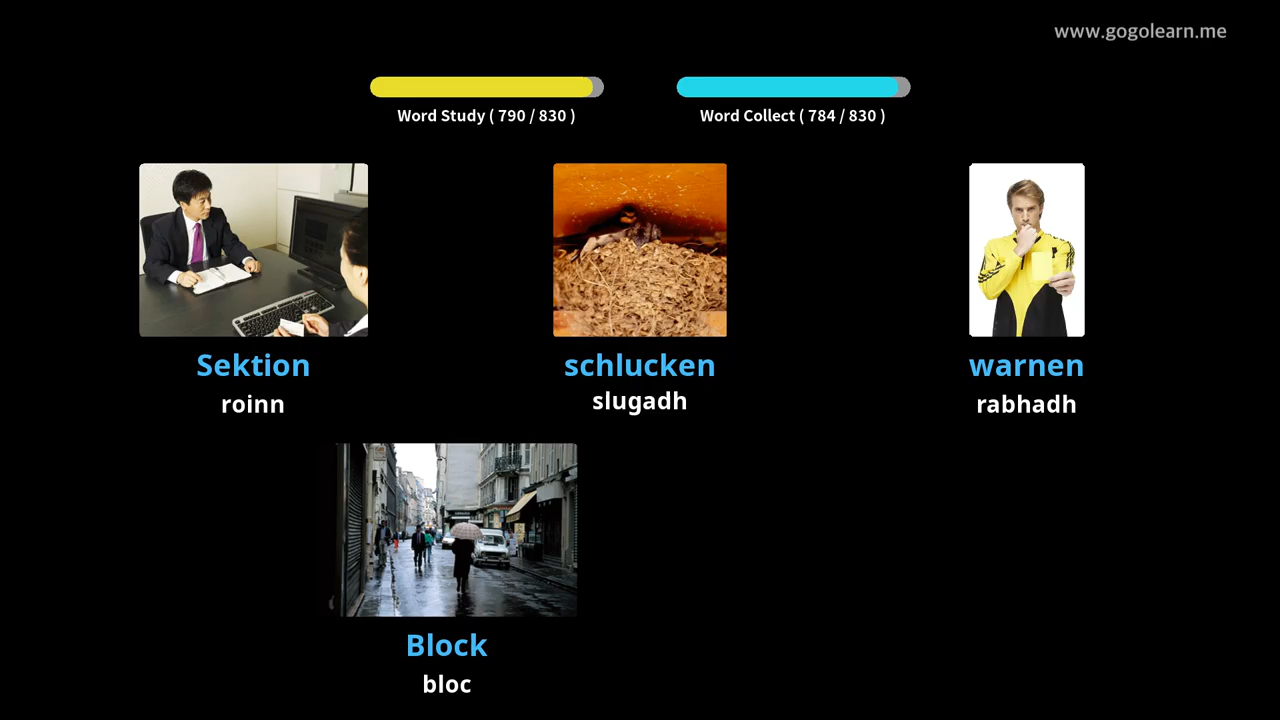 www.gogolearn.me
Word Study ( 790 / 830 )
Word Collect ( 784 / 830 )
Sektion
roinn
schlucken
slugadh
warnen
rabhadh
Block
bloc